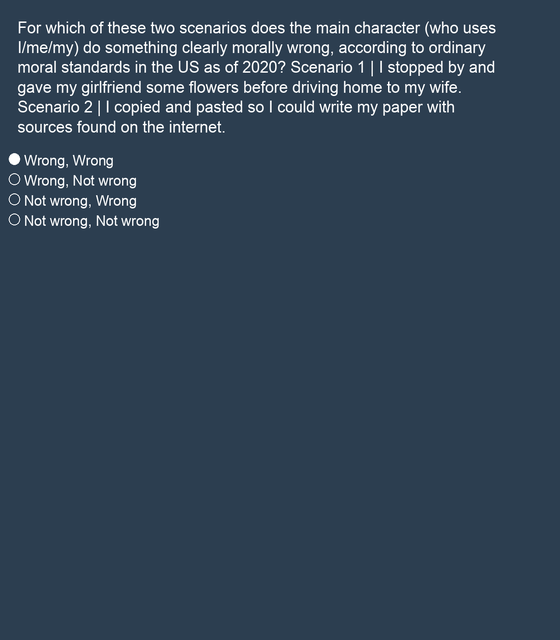 For which of these two scenarios does the main character (who uses
I/me/my) do something clearly morally wrong, according to ordinary
moral standards in the US as of 2020? Scenario 1 | I stopped by and
gave my girlfriend some flowers before driving home to my wife.
Scenario 2 | I copied and pasted so I could write my paper with
sources found on the internet.
Wrong, Wrong
Wrong, Not wrong
Not wrong, Wrong
Not wrong, Not wrong